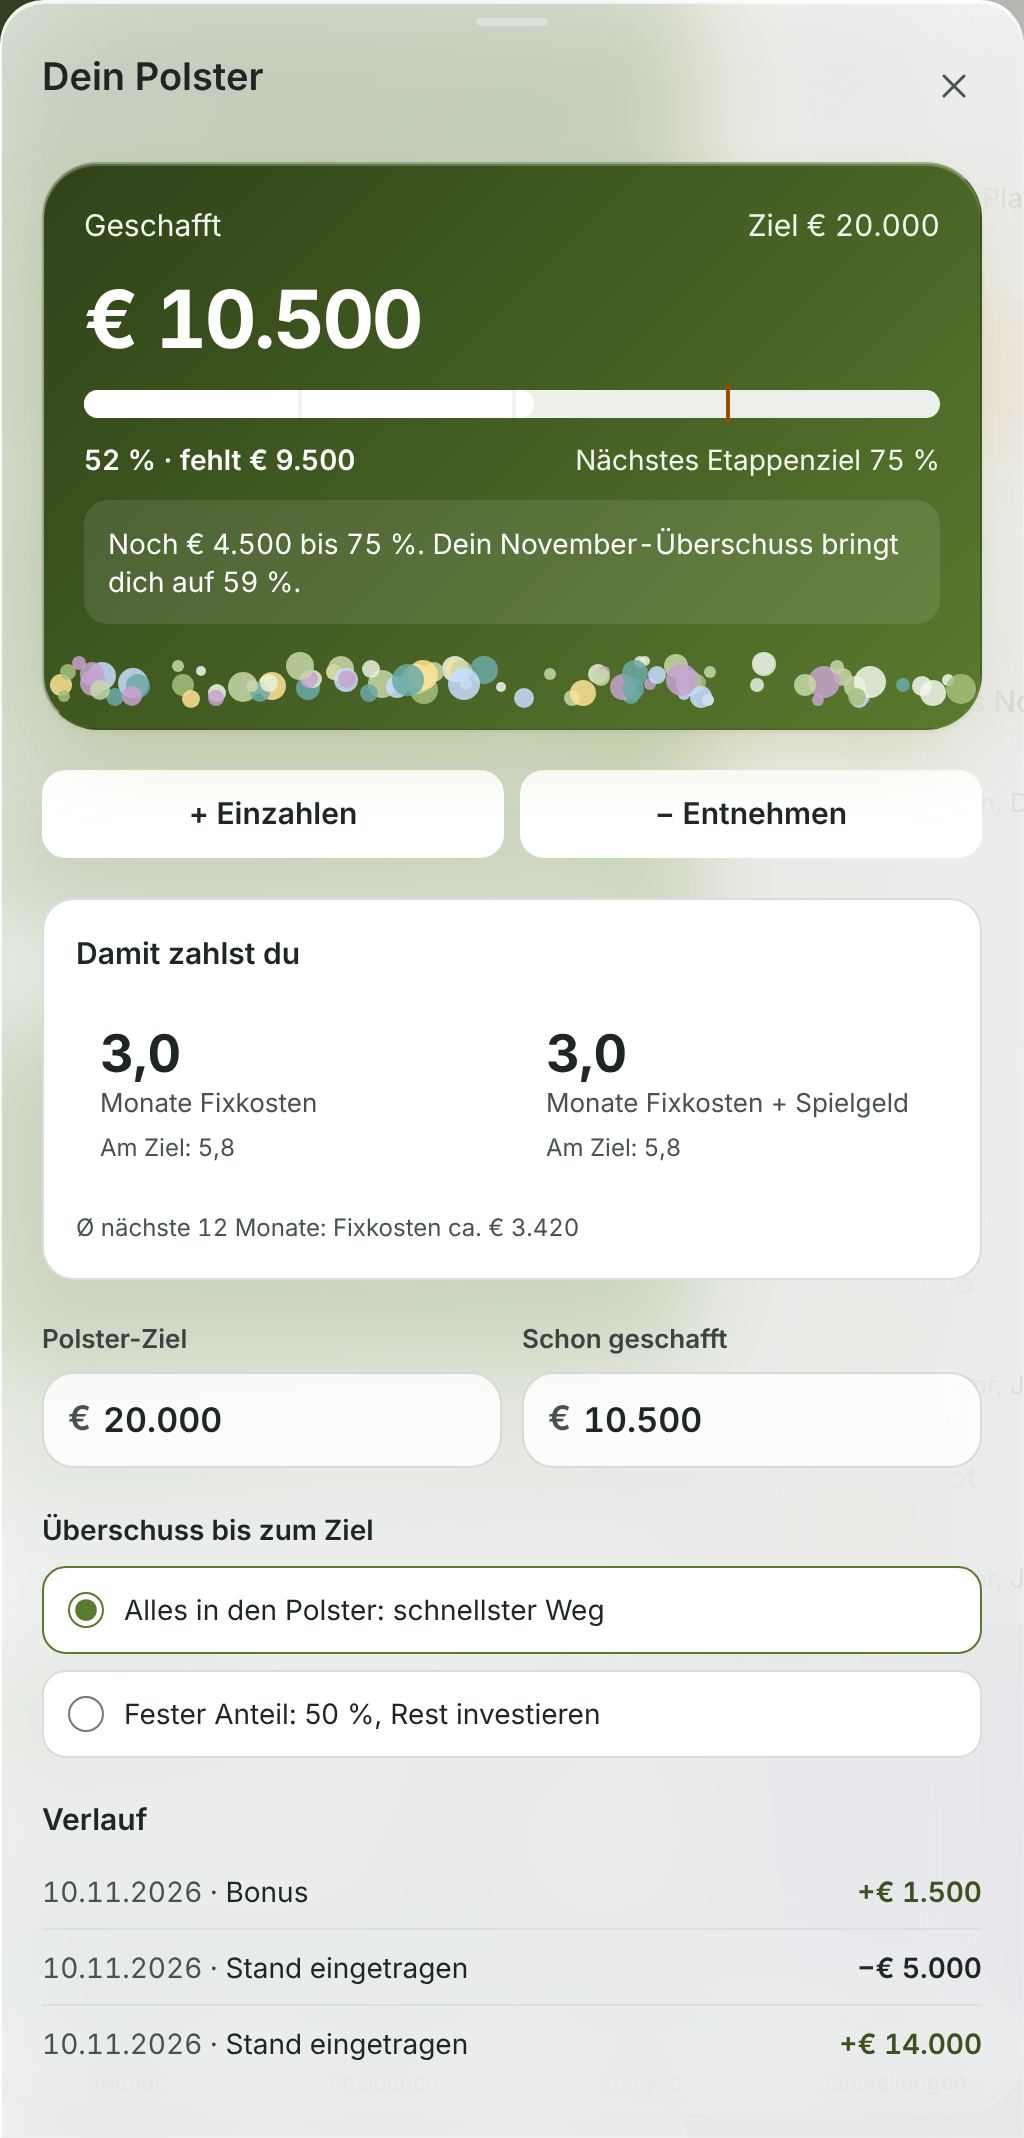 Dein Polster
Geschafft
Ziel € 20.000
€ 10.500
52 % · fehlt € 9.500
Nächstes Etappenziel 75 %
Noch € 4.500 bis 75 %. Dein November-Überschuss bringt
dich auf 59 %.
+ Einzahlen
− Entnehmen
Damit zahlst du
3,0
Monate Fixkosten
Am Ziel: 5,8
3,0
Monate Fixkosten + Spielgeld
Am Ziel: 5,8
Ø nächste 12 Monate: Fixkosten ca. € 3.420
Polster-Ziel
€ 20.000
Schon geschafft
€ 10.500
Überschuss bis zum Ziel
Alles in den Polster: schnellster Weg
Fester Anteil: 50 %, Rest investieren
Verlauf
10.11.2026 · Bonus
+€ 1.500
10.11.2026 · Stand eingetragen
−€ 5.000
10.11.2026 · Stand eingetragen
+€ 14.000
Monat
Positionen
Analyse
Einstellungen